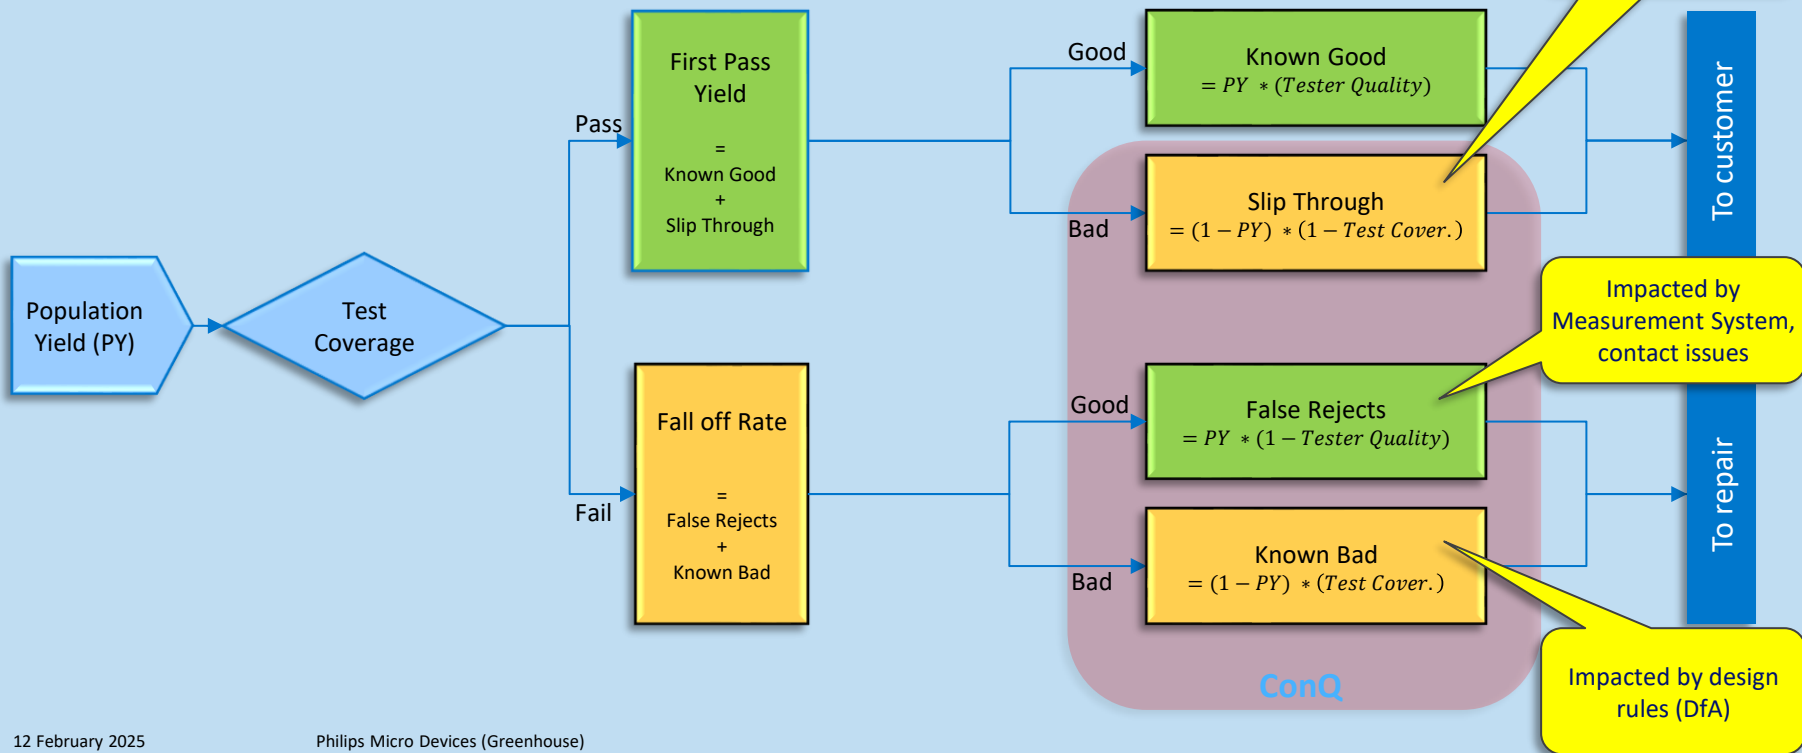 Population
Yield (PY)
Test
Coverage
Pass
Fail
First Pass
Yield
=
Known Good
+
Slip Through
Fall off Rate
=
False Rejects
+
Known Bad
Good
Bad
Good
Bad
Known Good
= PY * (Tester Quality)
Slip Through
= (1 − PY) * (1 − Test Cover.)
False Rejects
= PY * (1 − Tester Quality)
Known Bad
= (1 − PY) * (Test Cover.)
ConQ
To customer
To repair
Impacted by
Measurement System,
contact issues
Impacted by design
rules (DfA)
12 February 2025
Philips Micro Devices (Greenhouse)